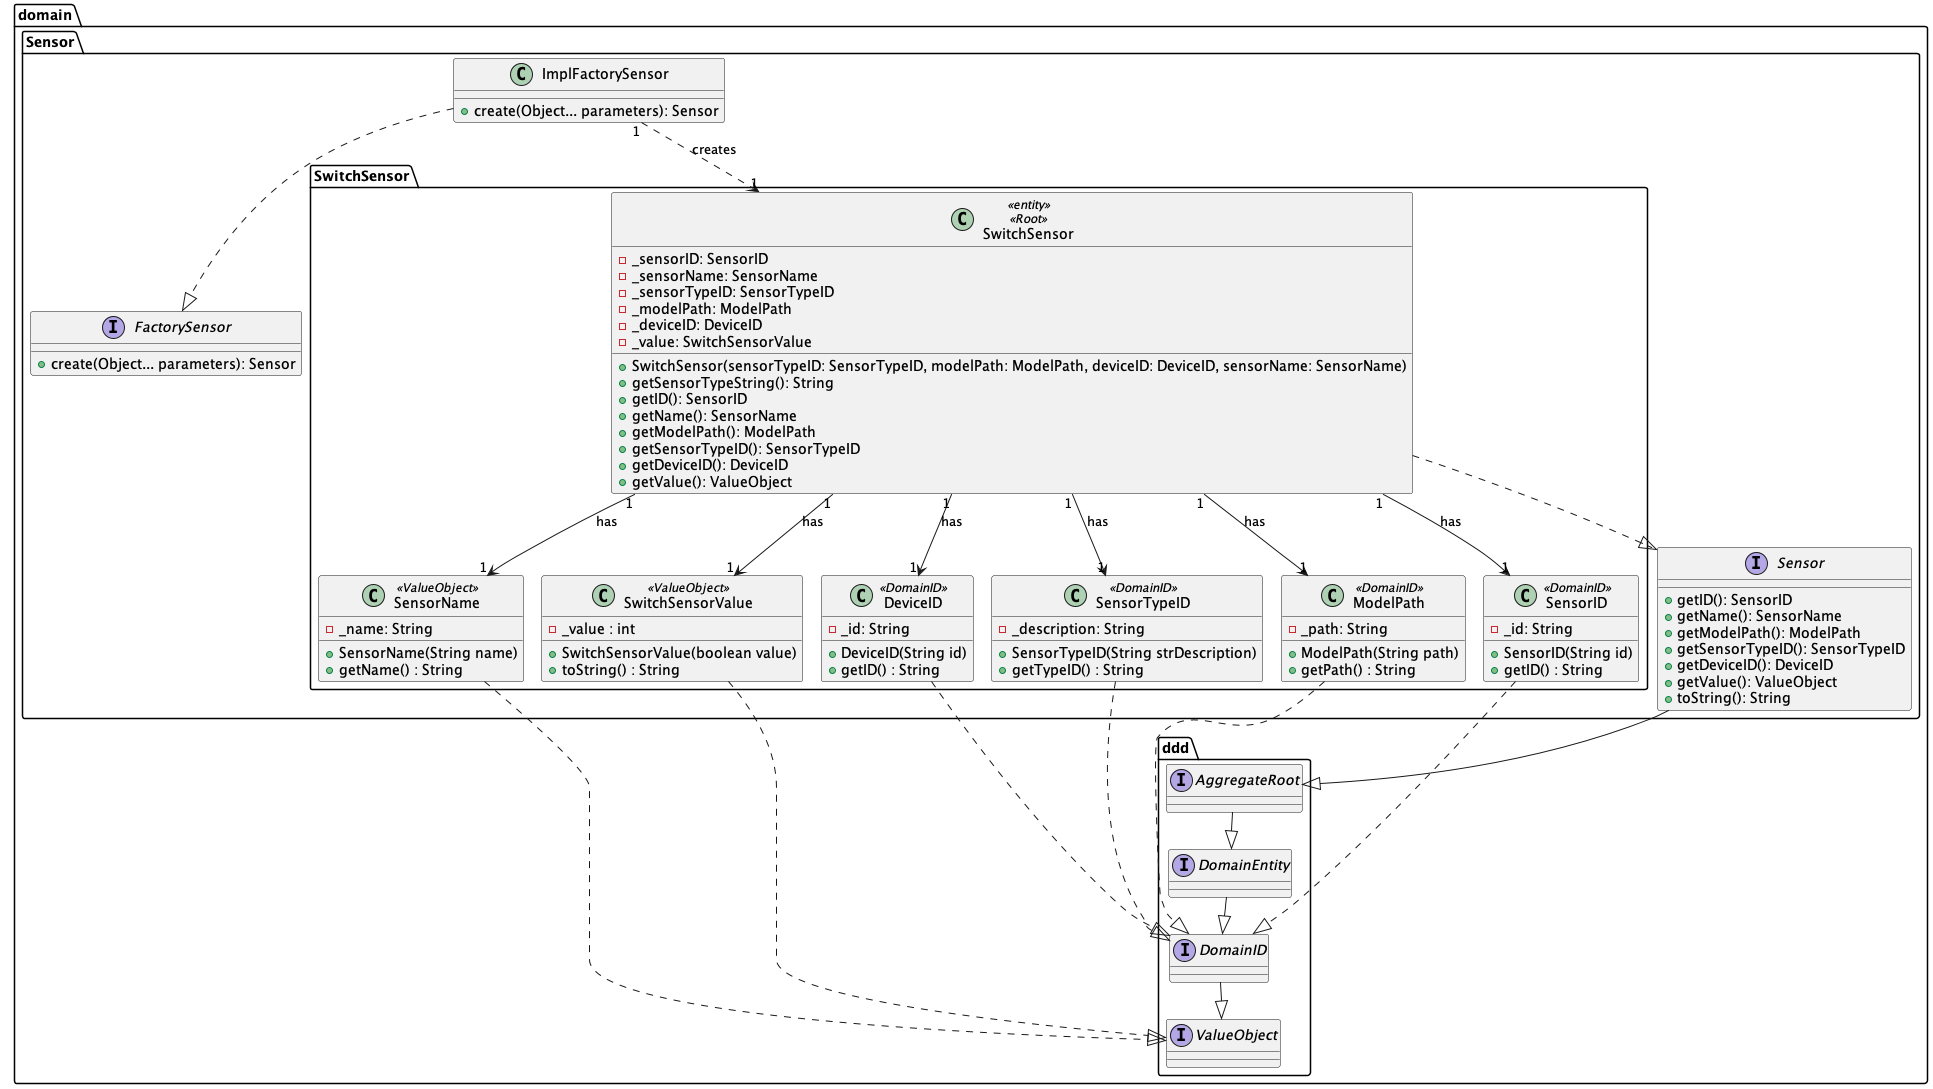 domain
Sensor
ImplFactorySensor
create(Object... parameters): Sensor
1
creates
1
SwitchSensor
«entity»
«Root»
SwitchSensor
_sensorID: SensorID
_sensorName: SensorName
_sensorTypeID: SensorTypeID
_modelPath: ModelPath
_deviceID: DeviceID
_value: SwitchSensorValue
SwitchSensor(sensorTypeID: SensorTypeID, modelPath: ModelPath, deviceID: DeviceID, sensorName: SensorName)
getSensorTypeString(): String
getID(): SensorID
getName(): SensorName
getModelPath(): ModelPath
getSensorTypeID(): SensorTypeID
getDeviceID(): DeviceID
getValue(): ValueObject
FactorySensor
create(Object... parameters): Sensor
1
has
1
1
has
1
1
has
1
1
has
1
1
has
1
1
has
1
«ValueObject»
SensorName
_name: String
SensorName(String name)
getName() : String
«ValueObject»
SwitchSensorValue
_value : int
SwitchSensorValue(boolean value)
toString() : String
«DomainID»
DeviceID
_id: String
DeviceID(String id)
getID() : String
«DomainID»
SensorTypeID
_description: String
SensorTypeID(String strDescription)
getTypeID() : String
«DomainID»
ModelPath
_path: String
ModelPath(String path)
getPath() : String
«DomainID»
SensorID
_id: String
SensorID(String id)
getID() : String
Sensor
getID(): SensorID
getName(): SensorName
getModelPath(): ModelPath
getSensorTypeID(): SensorTypeID
getDeviceID(): DeviceID
getValue(): ValueObject
toString(): String
ddd
AggregateRoot
DomainEntity
DomainID
ValueObject